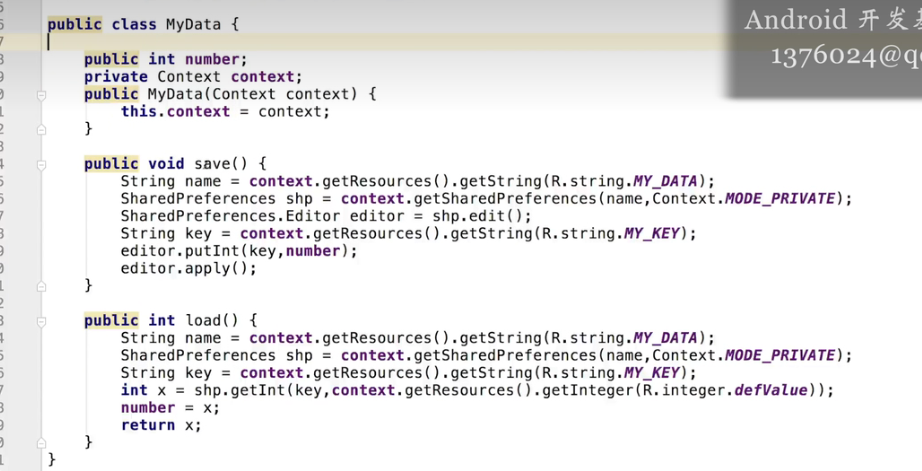 Android 开发基
1376024@q
public class MyData {
public int number;
private Context context;
public MyData(Context context) {
this.context = context;
}
public void save() {
String name = context.getResources().getString(R.string.MY_DATA);
SharedPreferences shp = context.getSharedPreferences(name,Context.MODE_PRIVATE);
SharedPreferences.Editor editor = shp.edit();
String key = context.getResources().getString(R.string.MY_KEY);
editor.putInt(key,number);
editor.apply();
}
public int load() {
String name = context.getResources().getString(R.string.MY_DATA);
SharedPreferences shp = context.getSharedPreferences(name,Context.MODE_PRIVATE);
String key = context.getResources().getString(R.string.MY_KEY);
int x = shp.getInt(key,context.getResources().getInteger(R.integer.defValue));
number = x;
return x;
}
}